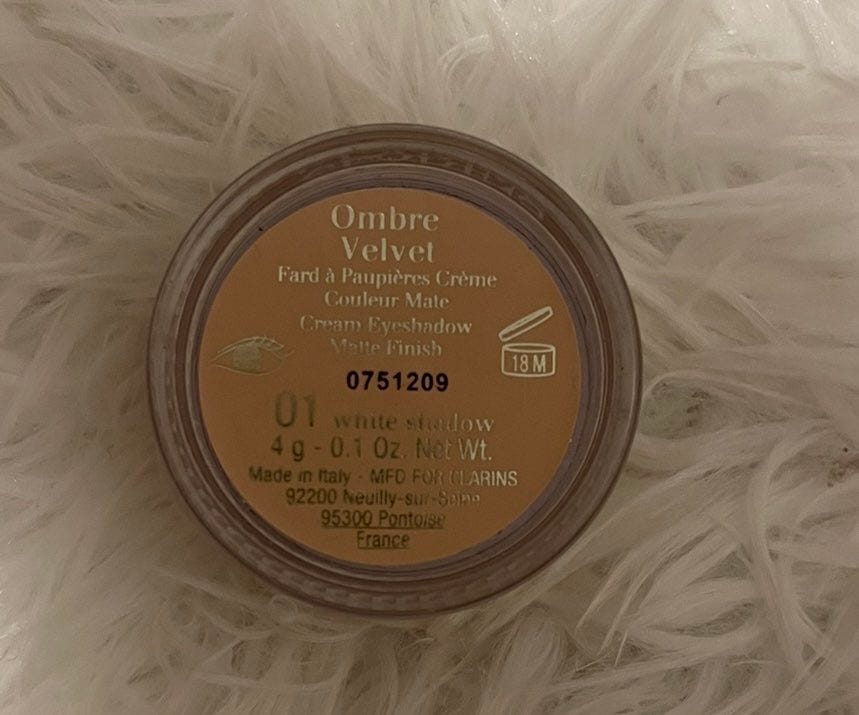 Ombre
Velvet
Fard à Paupières Crème
Couleur Mate
Cream Eyeshadow
Matte Finish
18 M
0751209
01 white shadow
4 g - 0.1 Oz. Net Wt.
Made in Italy - MFD FOR CLARINS
92200 Neuilly-sur-Seine
95300 Pontoise
France